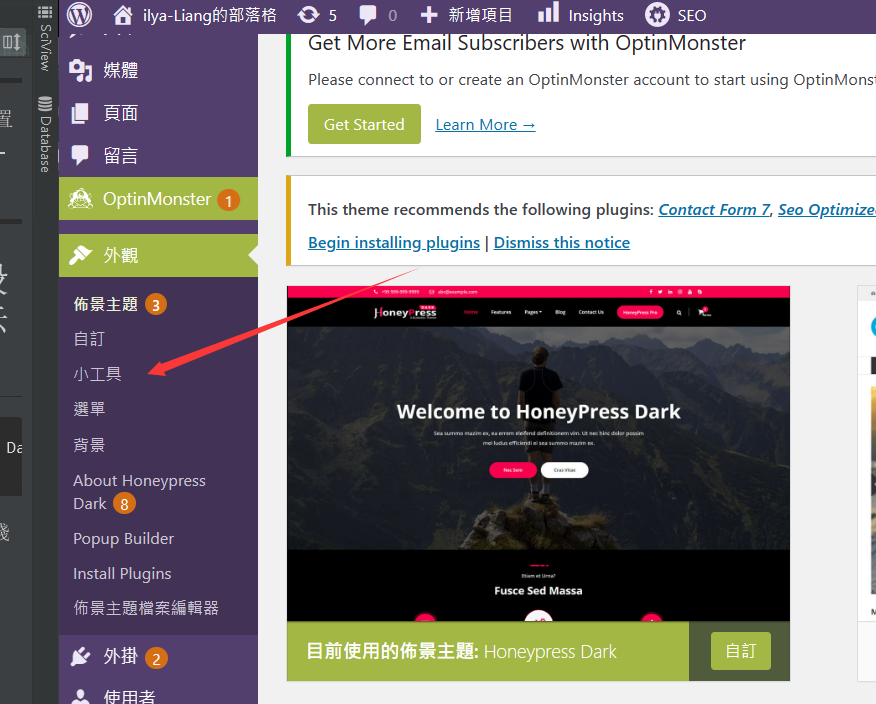 ilya-Liang的部落格
5
0
新增項目
Insights
SEO
SciView
Database
置
媒體
頁面
留言
OptinMonster 1
外觀
佈景主題 3
自訂
小工具
選單
背景
About Honeypress
Dark 8
Popup Builder
Install Plugins
佈景主題檔案編輯器
外掛 2
使用者
Da
Get More Email Subscribers with OptinMonster
Please connect to or create an OptinMonster account to start using OptinMonst
Get Started
Learn More →
This theme recommends the following plugins: Contact Form 7, Seo Optimize
Begin installing plugins | Dismiss this notice
+99 999-999-9999
abc@example.com
HoneyPress
DARK
Home
Features
Pages
Blog
Contact Us
HoneyPress Pro
Welcome to HoneyPress Dark
Sea summo mazim ex, ea errem eleifend definitionem vim. Ut nec hinc dolor possim
mei ludus efficiendi ei sea summo mazim ex.
Nec Sem
Cras Vitae
Etiam et Urna?
Fusce Sed Massa
目前使用的佈景主題: Honeypress Dark
自訂